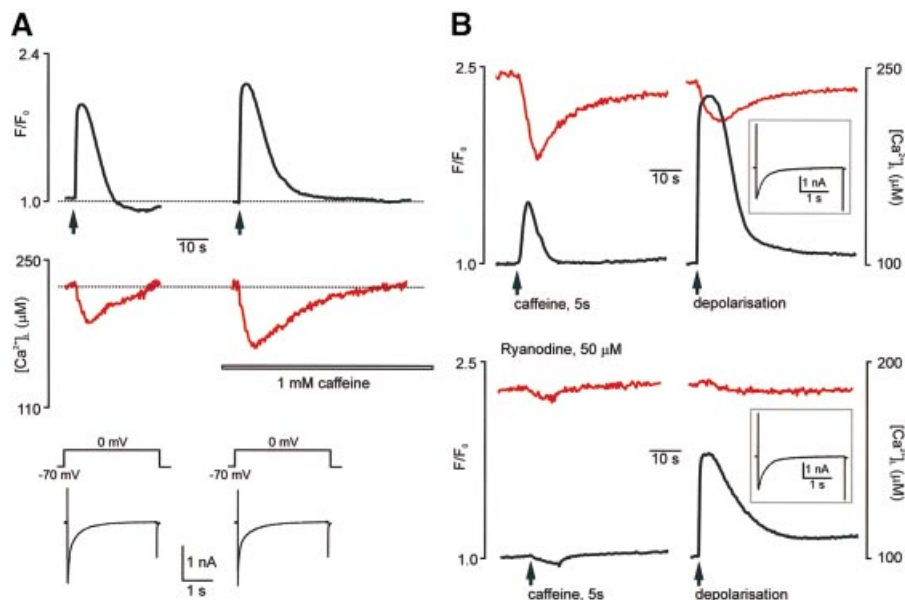 A
2.4
F/F₀
1.0
10 s
250
[Ca²⁺]L (µM)
110
1 mM caffeine
0 mV
0 mV
-70 mV
-70 mV
1 nA
1 s
B
2.5
F/F₀
1.0
10 s
1 nA
1 s
250
[Ca²⁺]L (µM)
100
caffeine, 5s
depolarisation
Ryanodine, 50 µM
2.5
F/F₀
1.0
10 s
1 nA
1 s
200
[Ca²⁺]L (µM)
100
caffeine, 5s
depolarisation